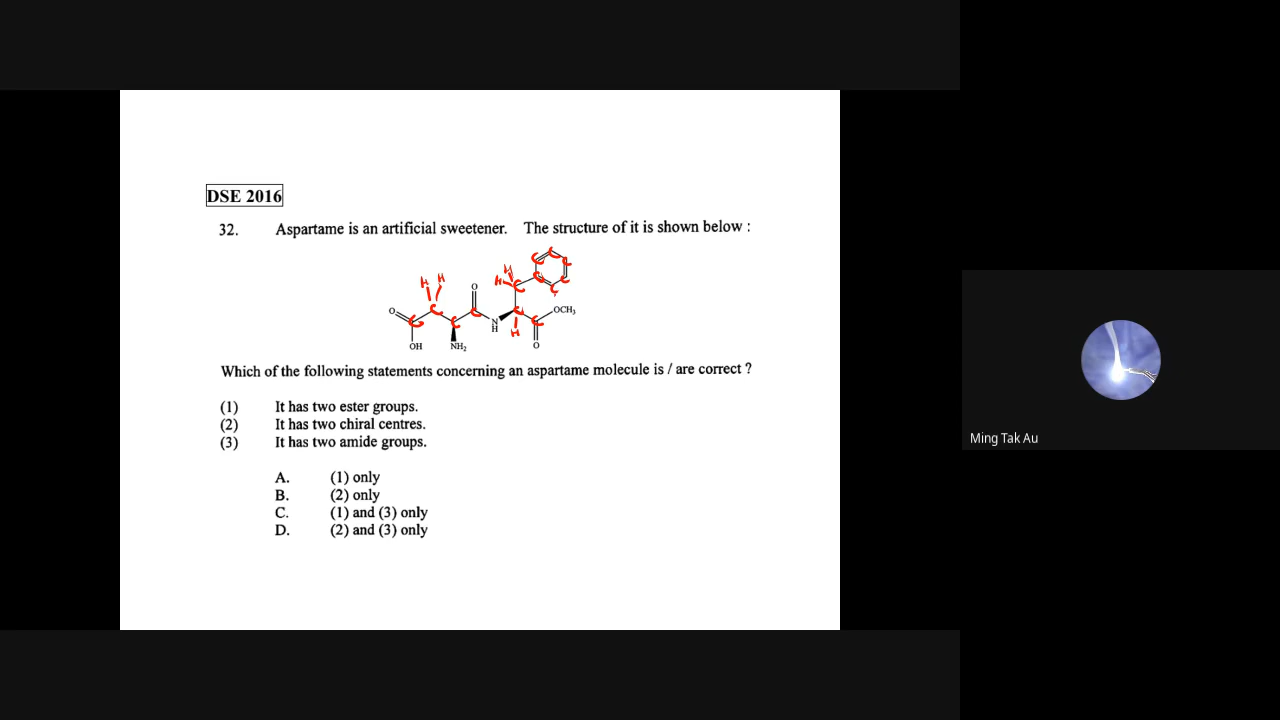 DSE 2016
32. Aspartame is an artificial sweetener. The structure of it is shown below :
H H
H
H
C C C C C C C C C C C C C
O
O
OH
NH₂
N
H
H
OCH₃
O
Which of the following statements concerning an aspartame molecule is / are correct ?
(1) It has two ester groups.
(2) It has two chiral centres.
(3) It has two amide groups.
A. (1) only
B. (2) only
C. (1) and (3) only
D. (2) and (3) only
Ming Tak Au